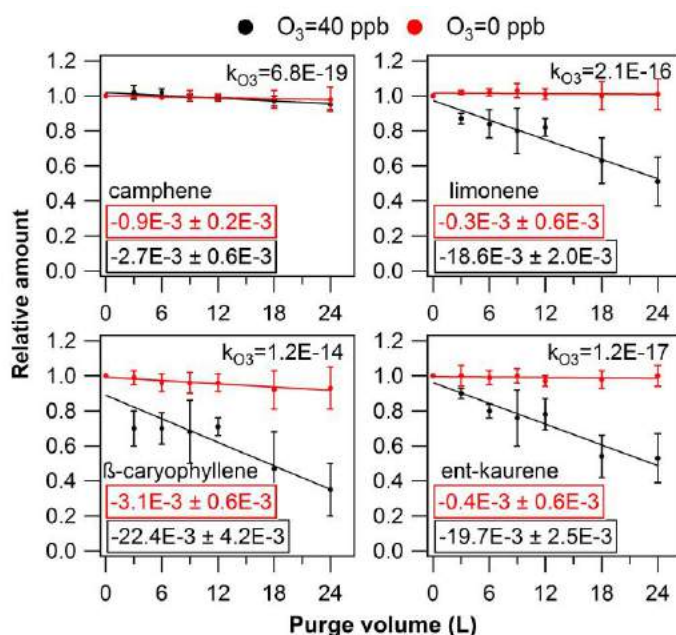 O₃=40 ppb O₃=0 ppb
Relative amount
1.2
1.0
0.8
0.6
0.4
0.2
0.0
k_O3=6.8E-19
camphene
-0.9E-3 ± 0.2E-3
-2.7E-3 ± 0.6E-3
0 6 12 18 24
1.2
1.0
0.8
0.6
0.4
0.2
0.0
k_O3=2.1E-16
limonene
-0.3E-3 ± 0.6E-3
-18.6E-3 ± 2.0E-3
0 6 12 18 24
1.2
1.0
0.8
0.6
0.4
0.2
0.0
k_O3=1.2E-14
ß-caryophyllene
-3.1E-3 ± 0.6E-3
-22.4E-3 ± 4.2E-3
0 6 12 18 24
1.2
1.0
0.8
0.6
0.4
0.2
0.0
k_O3=1.2E-17
ent-kaurene
-0.4E-3 ± 0.6E-3
-19.7E-3 ± 2.5E-3
0 6 12 18 24
Purge volume (L)